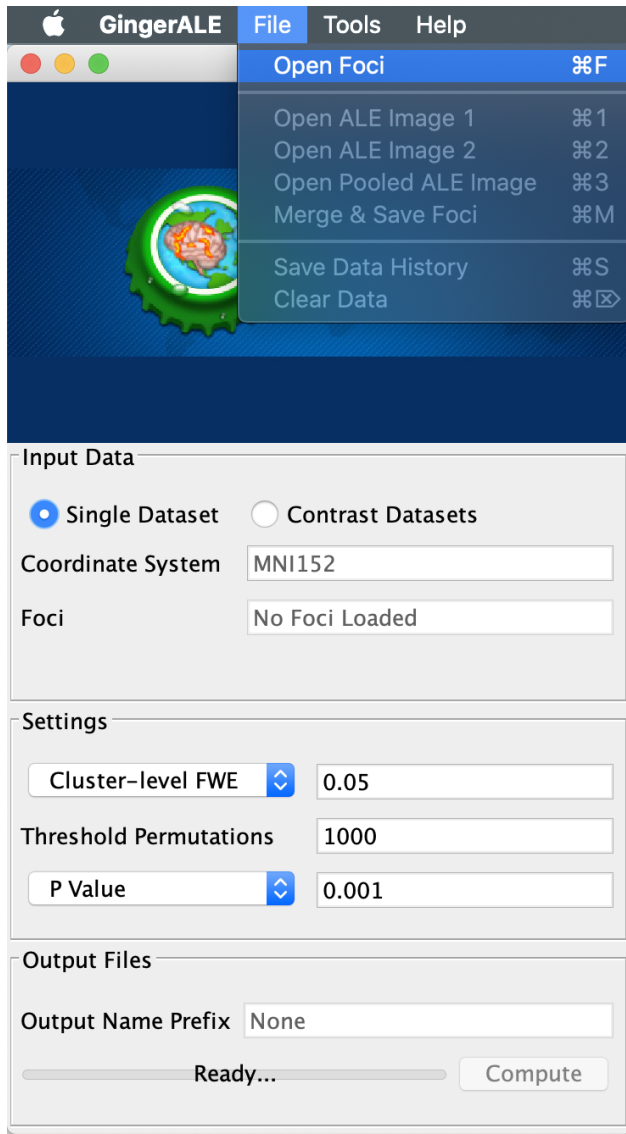 GingerALE File Tools Help
Open Foci ⌘F
Open ALE Image 1 ⌘1
Open ALE Image 2 ⌘2
Open Pooled ALE Image ⌘3
Merge & Save Foci ⌘M
Save Data History ⌘S
Clear Data ⌘⌦
Input Data
Single Dataset Contrast Datasets
Coordinate System MNI152
Foci No Foci Loaded
Settings
Cluster-level FWE 0.05
Threshold Permutations 1000
P Value 0.001
Output Files
Output Name Prefix None
Ready... Compute